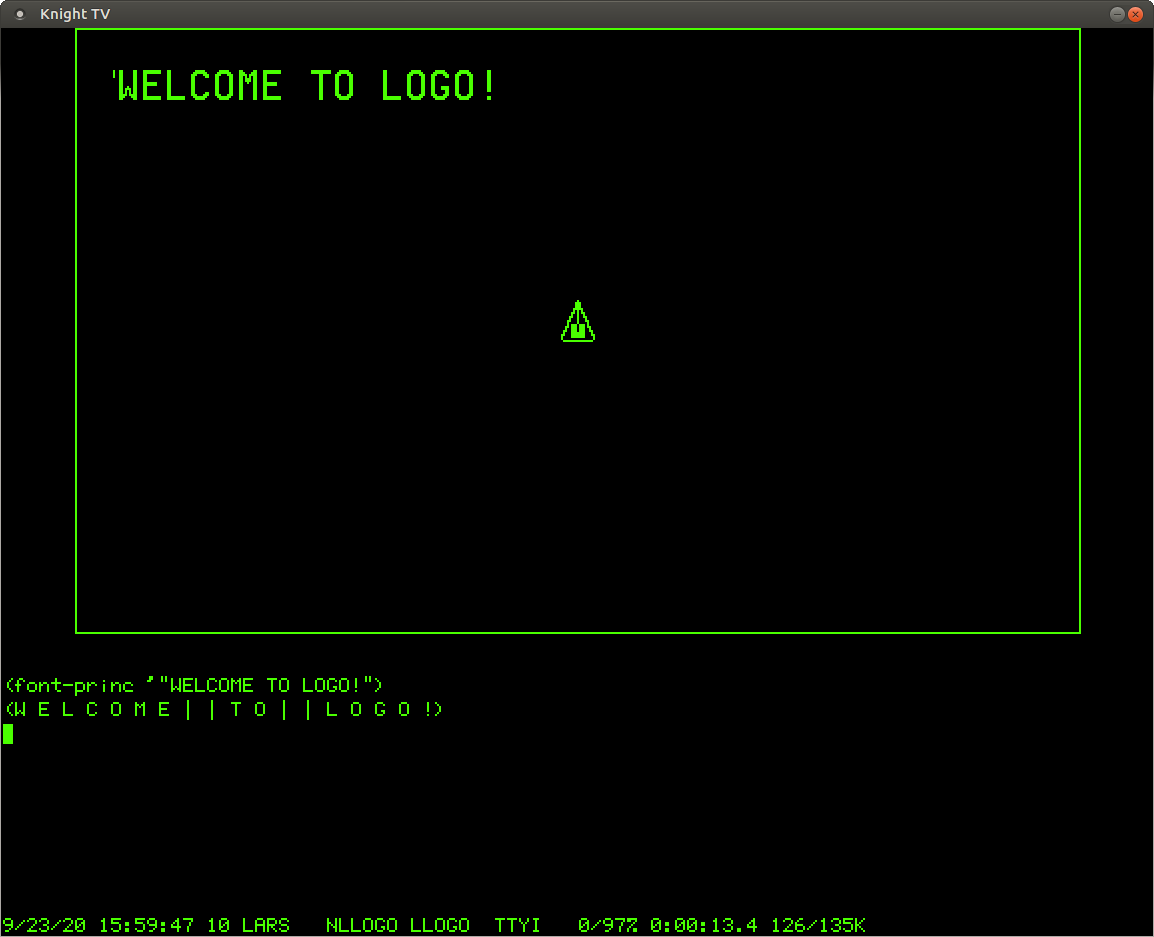 Knight TV
'WELCOME TO LOGO!
(font-princ '"WELCOME TO LOGO!")
(W E L C O M E | | T O | | L O G O !)
9/23/20 15:59:47 10 LARS NLLOGO LLOGO TTYI 0/97% 0:00:13.4 126/135K